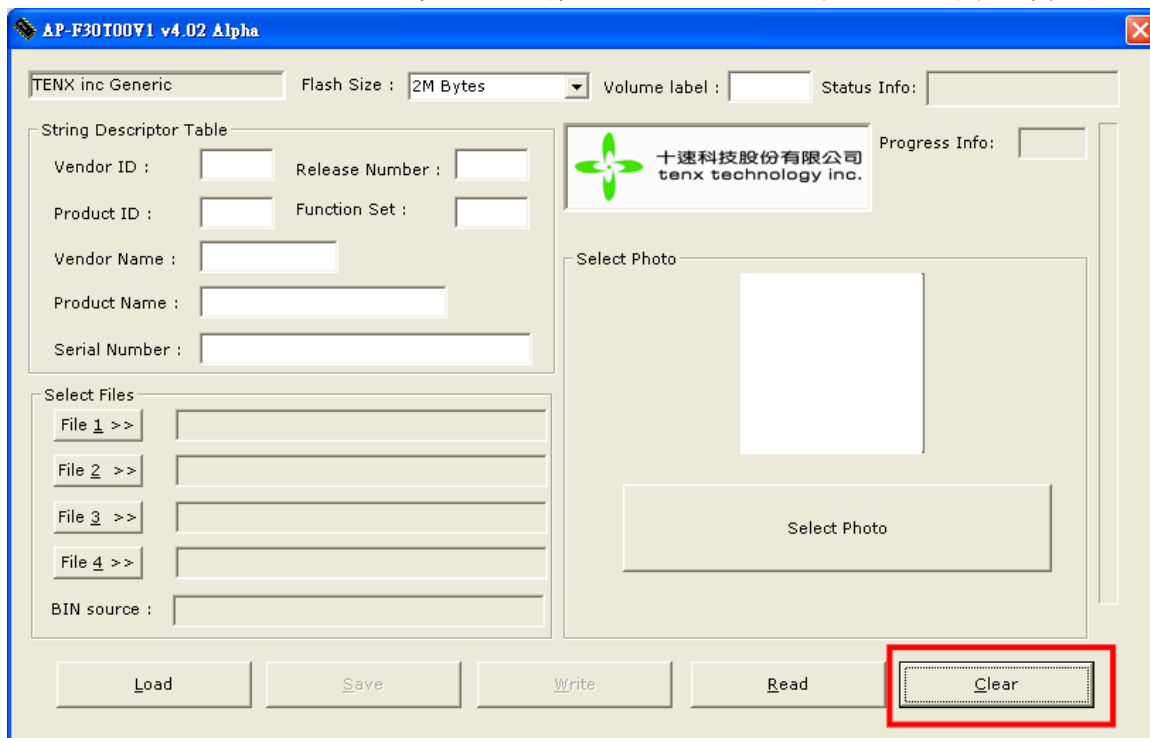 AP-F30T00V1 v4.02 Alpha
TENX inc Generic
Flash Size :
2M Bytes
Volume label :
Status Info:
String Descriptor Table
Vendor ID :
Release Number :
Product ID :
Function Set :
Vendor Name :
Product Name :
Serial Number :
十速科技股份有限公司
tenx technology inc.
Progress Info:
Select Photo
Select Photo
Select Files
File 1 >>
File 2 >>
File 3 >>
File 4 >>
BIN source :
Load
Save
Write
Read
Clear